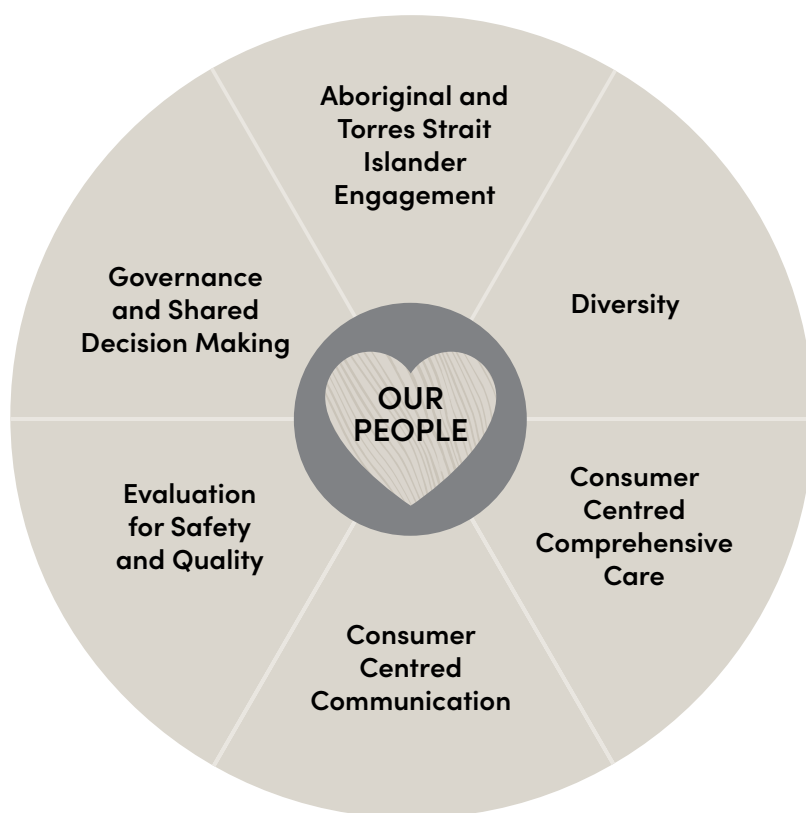 Aboriginal and
Torres Strait
Islander
Engagement
Diversity
Consumer
Centred
Comprehensive
Care
Consumer
Centred
Communication
Evaluation
for Safety
and Quality
Governance
and Shared
Decision Making
OUR
PEOPLE